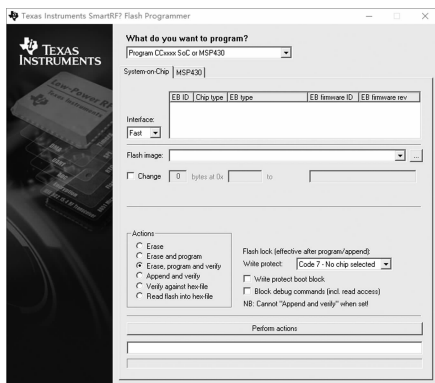 Texas Instruments SmartRF? Flash Programmer
TEXAS
INSTRUMENTS
Low-Power RF
Texas Instruments
What do you want to program?
Program CCxxxx SoC or MSP430
System-on-Chip
MSP430
EB ID
Chip type
EB type
EB firmware ID
EB firmware rev
Interface:
Fast
Flash image:
...
Change
0
bytes at 0x
to
Actions
Erase
Erase and program
Erase, program and verify
Append and verify
Verify against hex-file
Read flash into hex-file
Flash lock (effective after program/append):
Write protect:
Code 7 - No chip selected
Write protect boot block
Block debug commands (incl. read access)
NB: Cannot "Append and verify" when set!
Perform actions